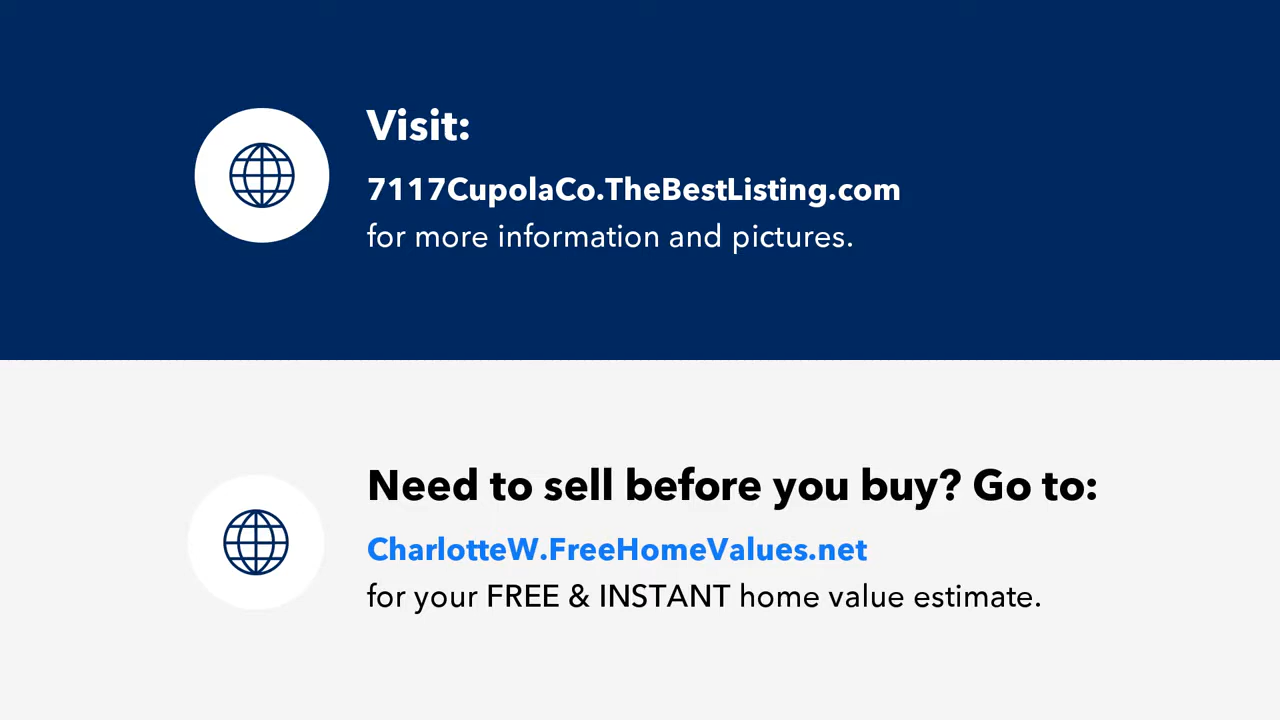 Visit:
7117CupolaCo.TheBestListing.com
for more information and pictures.
Need to sell before you buy? Go to:
CharlotteW.FreeHomeValues.net
for your FREE & INSTANT home value estimate.